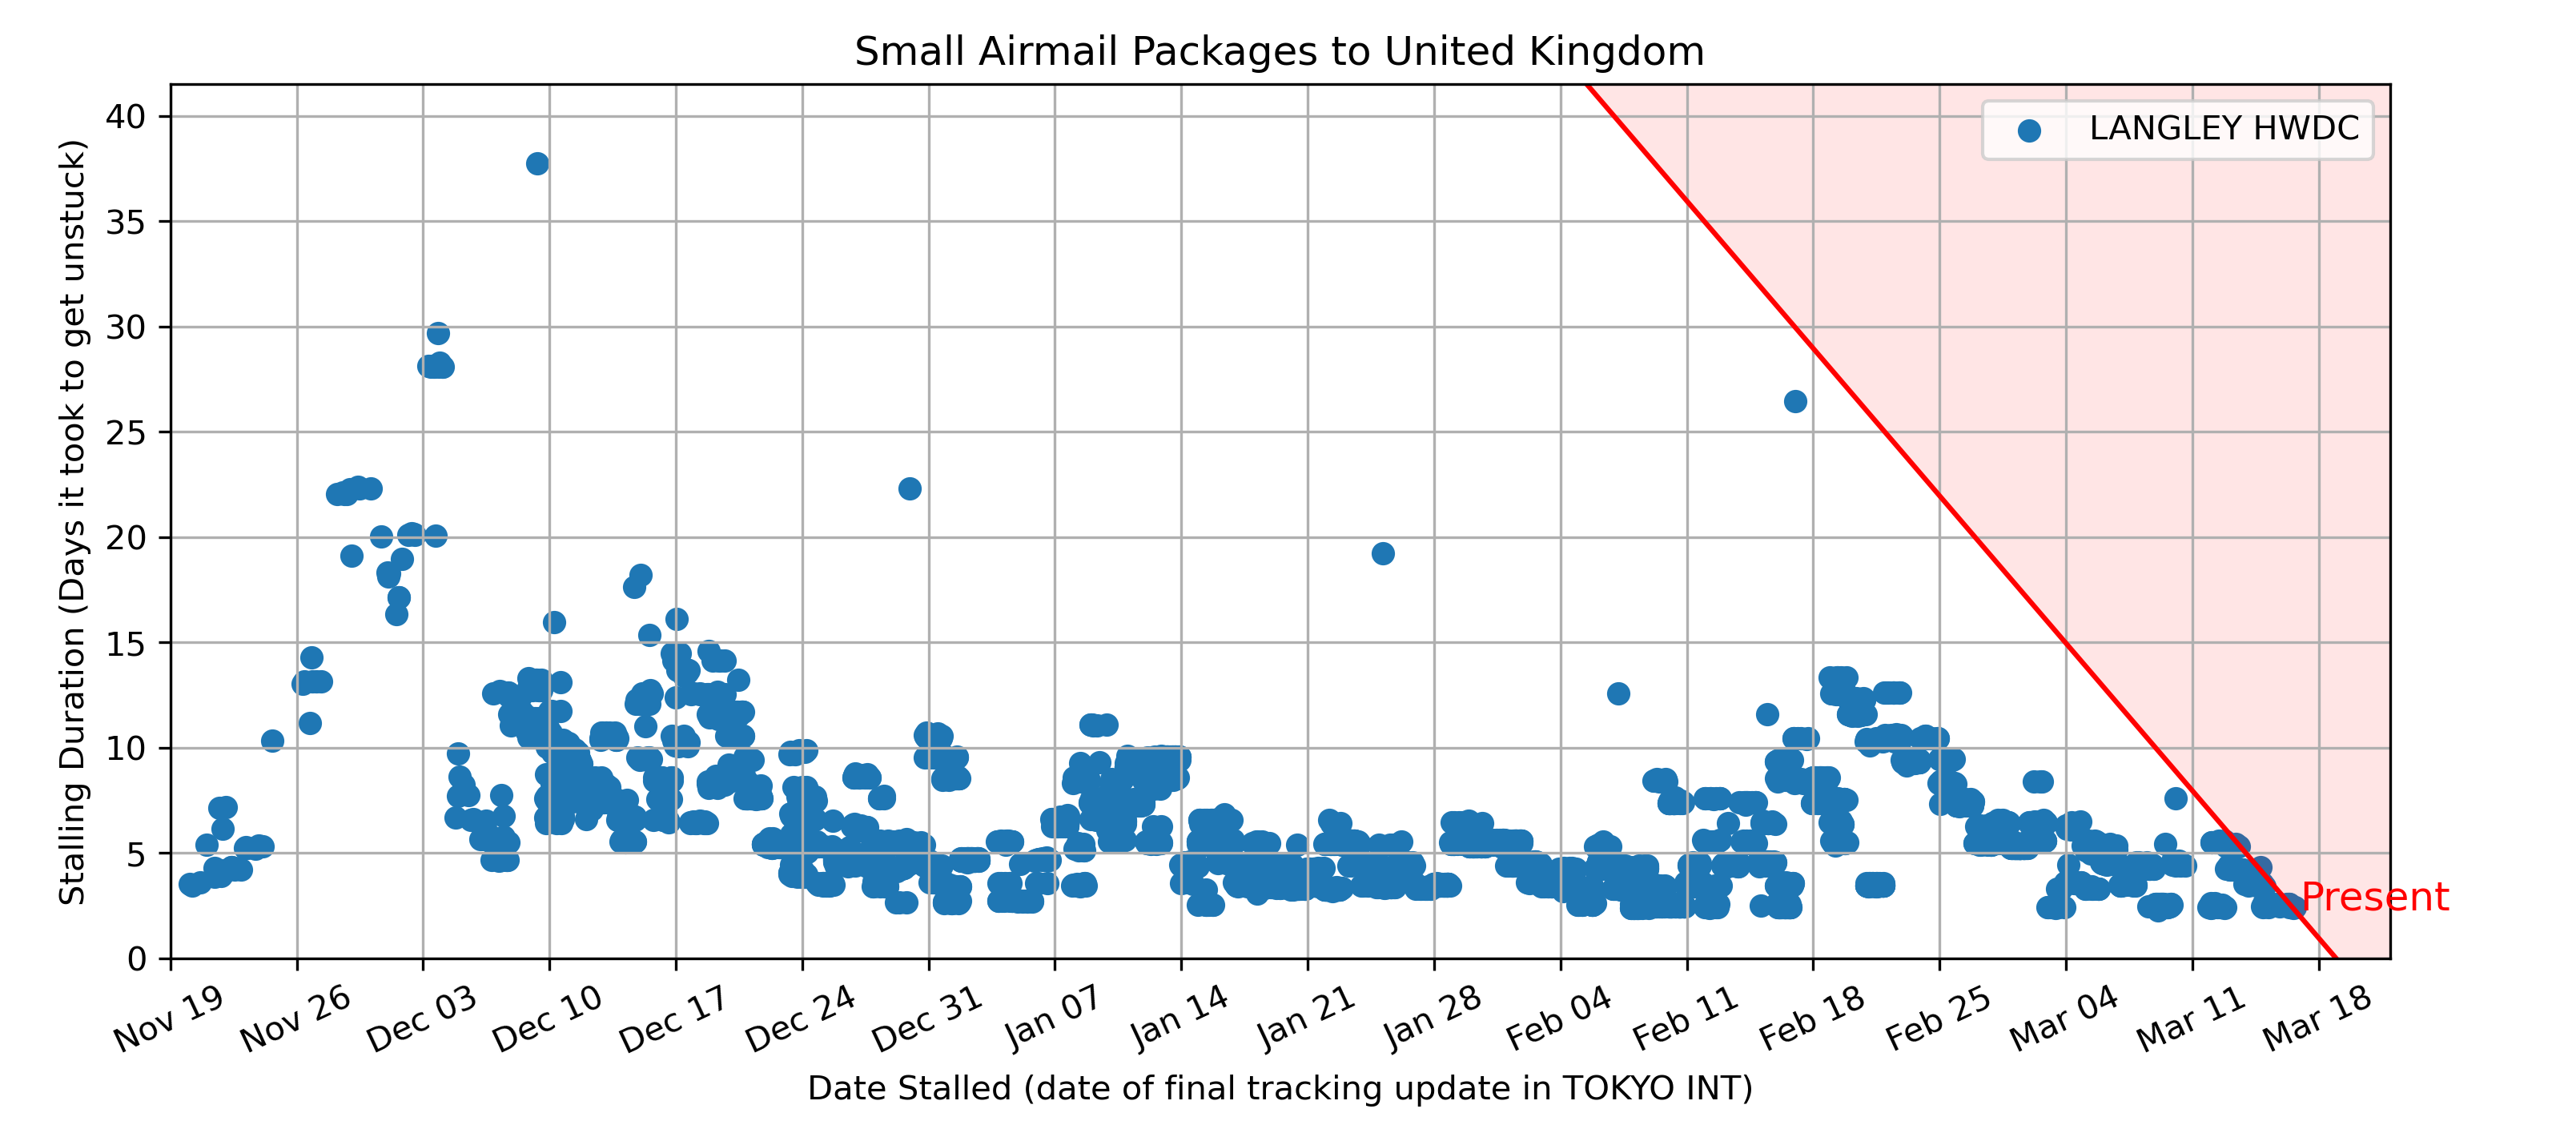 Small Airmail Packages to United Kingdom
LANGLEY HWDC
Stalling Duration (Days it took to get unstuck)
40
35
30
25
20
15
10
5
0
Present
Nov 19
Nov 26
Dec 03
Dec 10
Dec 17
Dec 24
Dec 31
Jan 07
Jan 14
Jan 21
Jan 28
Feb 04
Feb 11
Feb 18
Feb 25
Mar 04
Mar 11
Mar 18
Date Stalled (date of final tracking update in TOKYO INT)